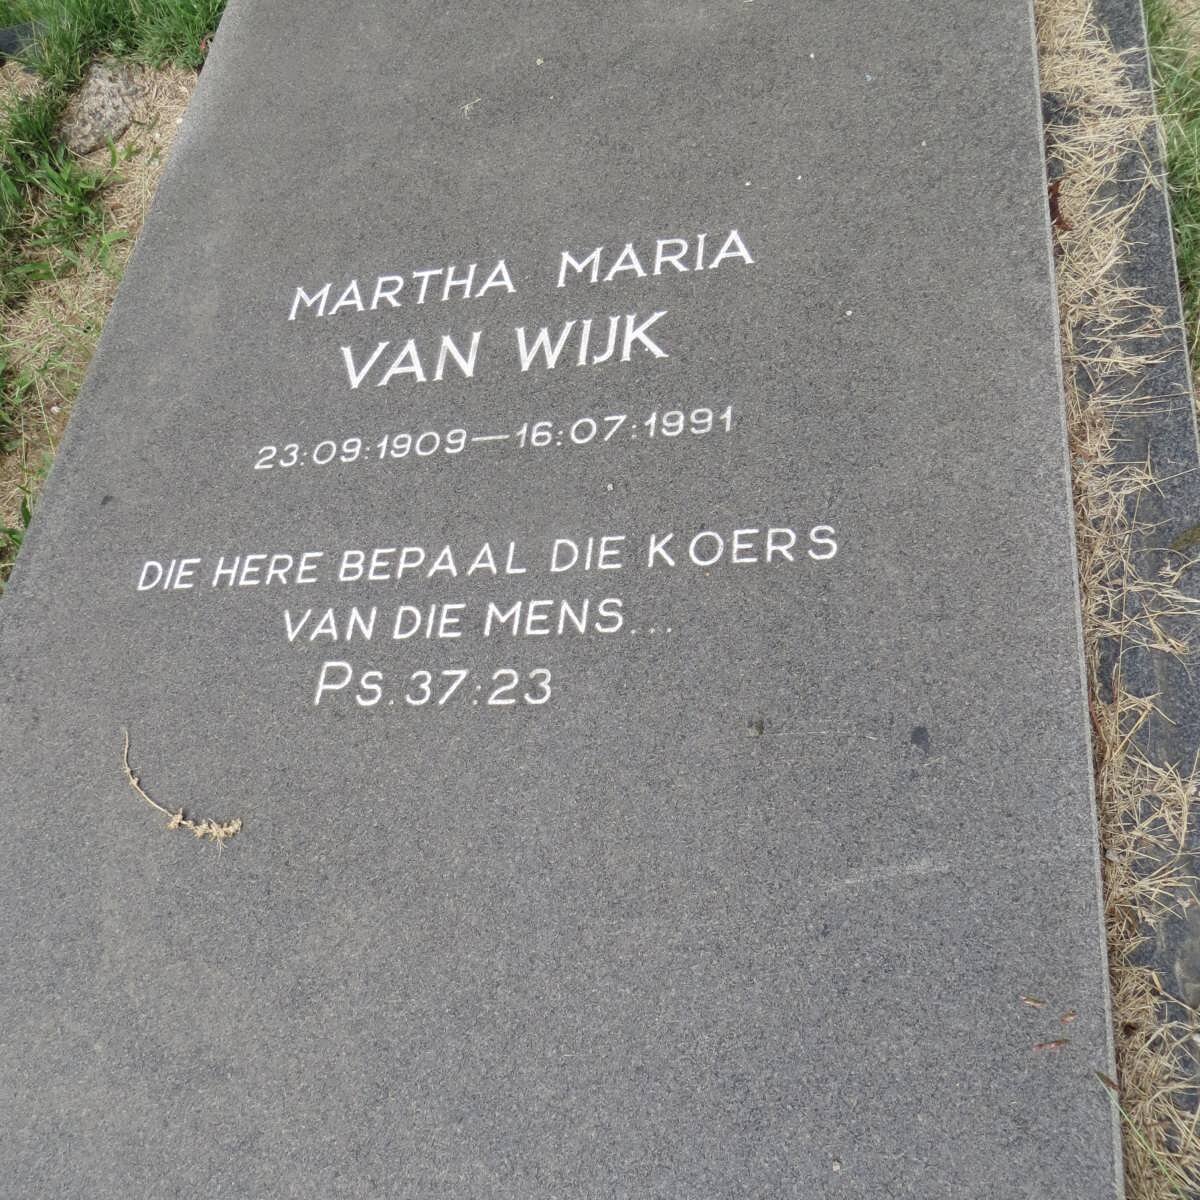 MARTHA MARIA
VAN WIJK
23:09:1909—16:07:1991
DIE HERE BEPAAL DIE KOERS
VAN DIE MENS...
Ps. 37:23